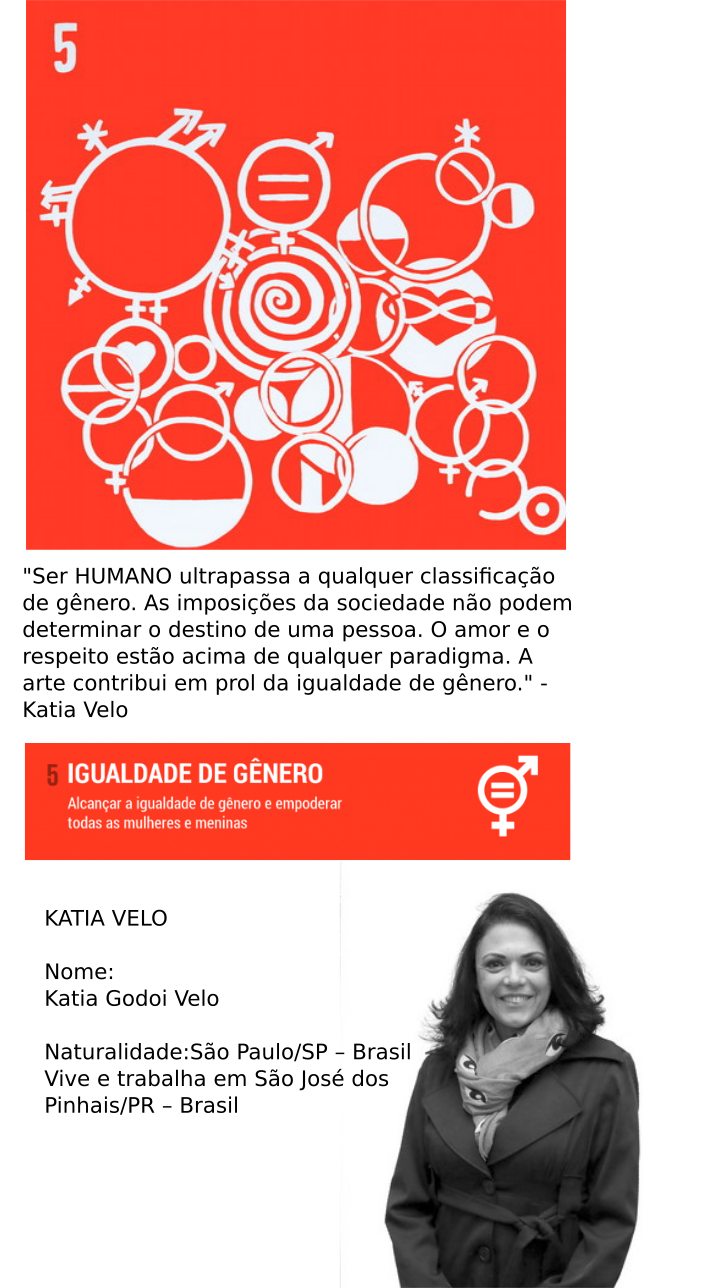 5
"Ser HUMANO ultrapassa a qualquer classificação
de gênero. As imposições da sociedade não podem
determinar o destino de uma pessoa. O amor e o
respeito estão acima de qualquer paradigma. A
arte contribui em prol da igualdade de gênero." -
Katia Velo
5 IGUALDADE DE GÊNERO
Alcançar a igualdade de gênero e empoderar
todas as mulheres e meninas
KATIA VELO
Nome:
Katia Godoi Velo
Naturalidade:São Paulo/SP – Brasil
Vive e trabalha em São José dos
Pinhais/PR – Brasil